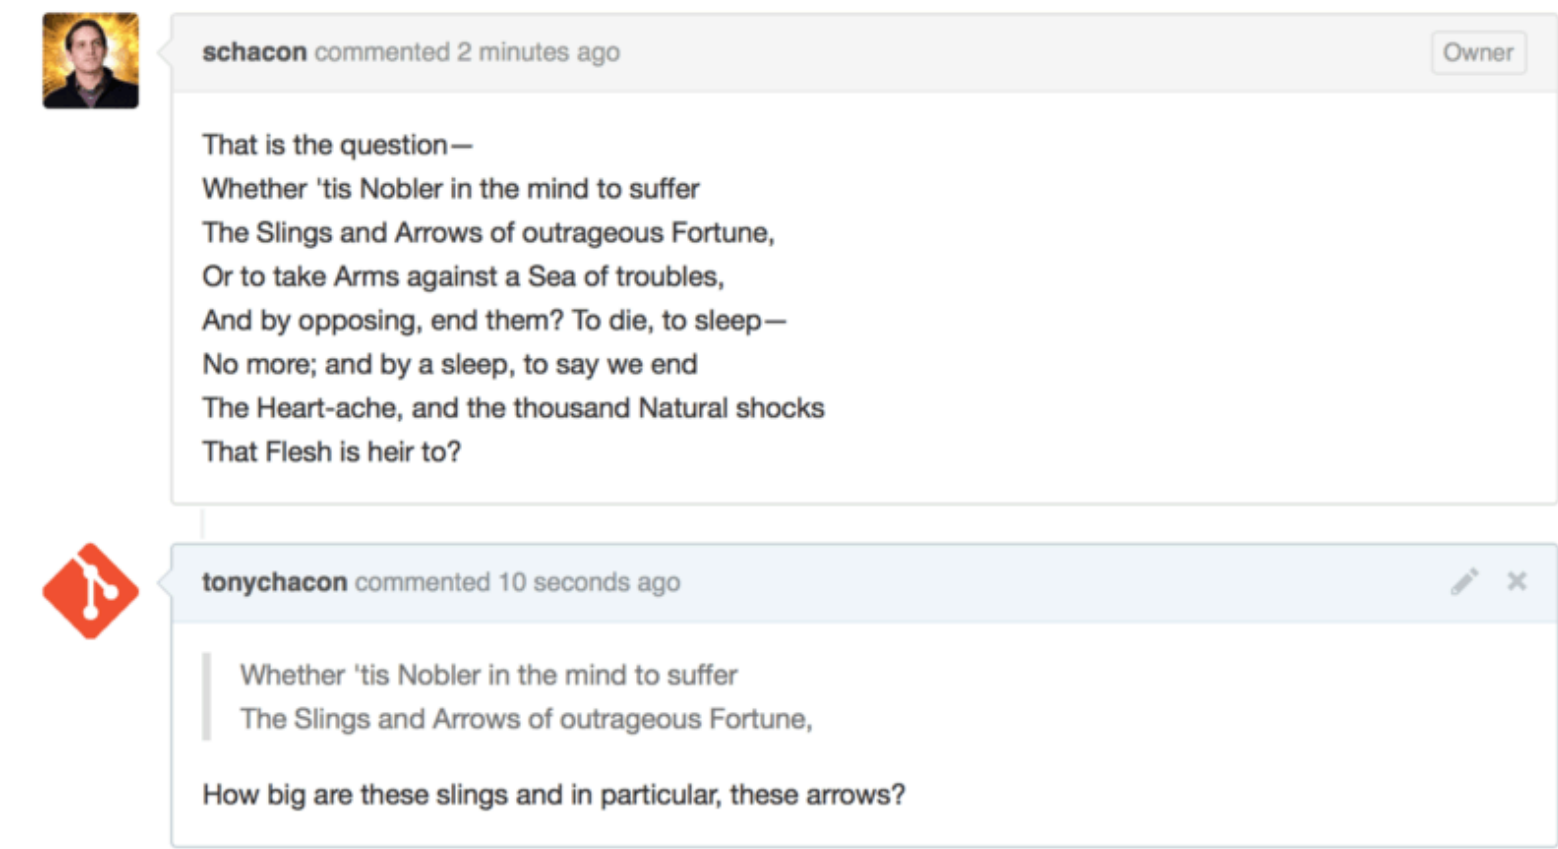 schacon commented 2 minutes ago
Owner
That is the question—
Whether 'tis Nobler in the mind to suffer
The Slings and Arrows of outrageous Fortune,
Or to take Arms against a Sea of troubles,
And by opposing, end them? To die, to sleep—
No more; and by a sleep, to say we end
The Heart-ache, and the thousand Natural shocks
That Flesh is heir to?
tonychacon commented 10 seconds ago
Whether 'tis Nobler in the mind to suffer
The Slings and Arrows of outrageous Fortune,
How big are these slings and in particular, these arrows?